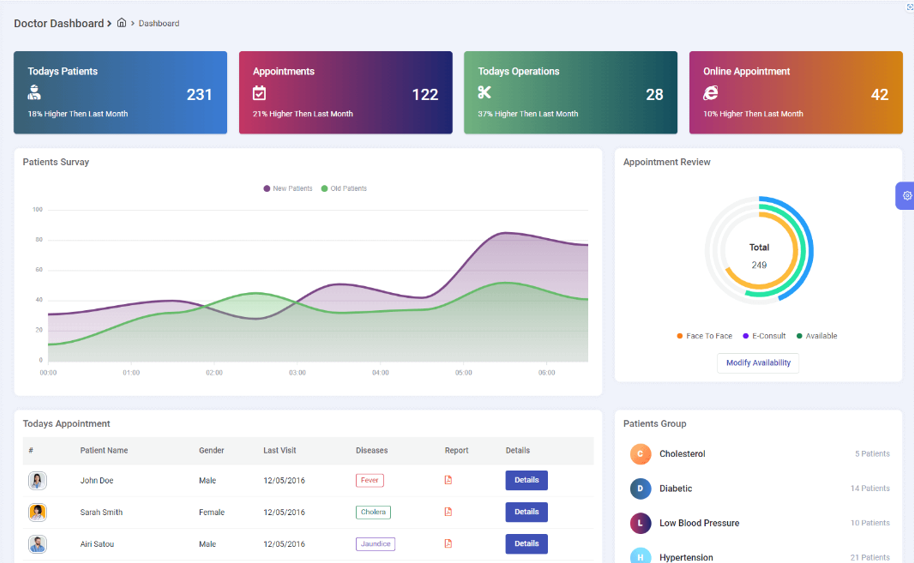 Doctor Dashboard > > Dashboard
Todays Patients
231
18% Higher Then Last Month
Appointments
122
21% Higher Then Last Month
Todays Operations
28
37% Higher Then Last Month
Online Appointment
42
10% Higher Then Last Month
Patients Survay
New Patients Old Patients
100
80
60
40
20
0
00:00 01:00 02:00 03:00 04:00 05:00 06:00
Appointment Review
Total
249
Face To Face E-Consult Available
Modify Availability
Todays Appointment
# Patient Name Gender Last Visit Diseases Report Details
John Doe Male 12/05/2016 Fever Details
Sarah Smith Female 12/05/2016 Cholera Details
Airi Satou Male 12/05/2016 Jaundice Details
Patients Group
C Cholesterol 5 Patients
D Diabetic 14 Patients
L Low Blood Pressure 10 Patients
H Hypertension 21 Patients